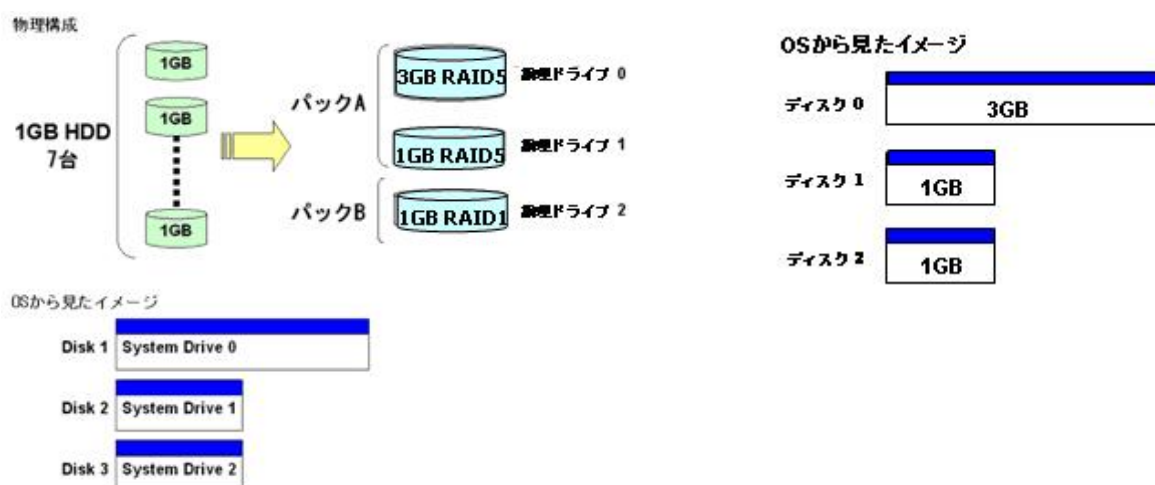 物理構成
1GB
1GB
1GB
1GB HDD
7台
パックA
3GB RAID5
論理ドライブ 0
1GB RAID5
論理ドライブ 1
パックB
1GB RAID1
論理ドライブ 2
OSから見たイメージ
ディスク 0
3GB
ディスク 1
1GB
ディスク 2
1GB
OSから見たイメージ
Disk 1 System Drive 0
Disk 2 System Drive 1
Disk 3 System Drive 2